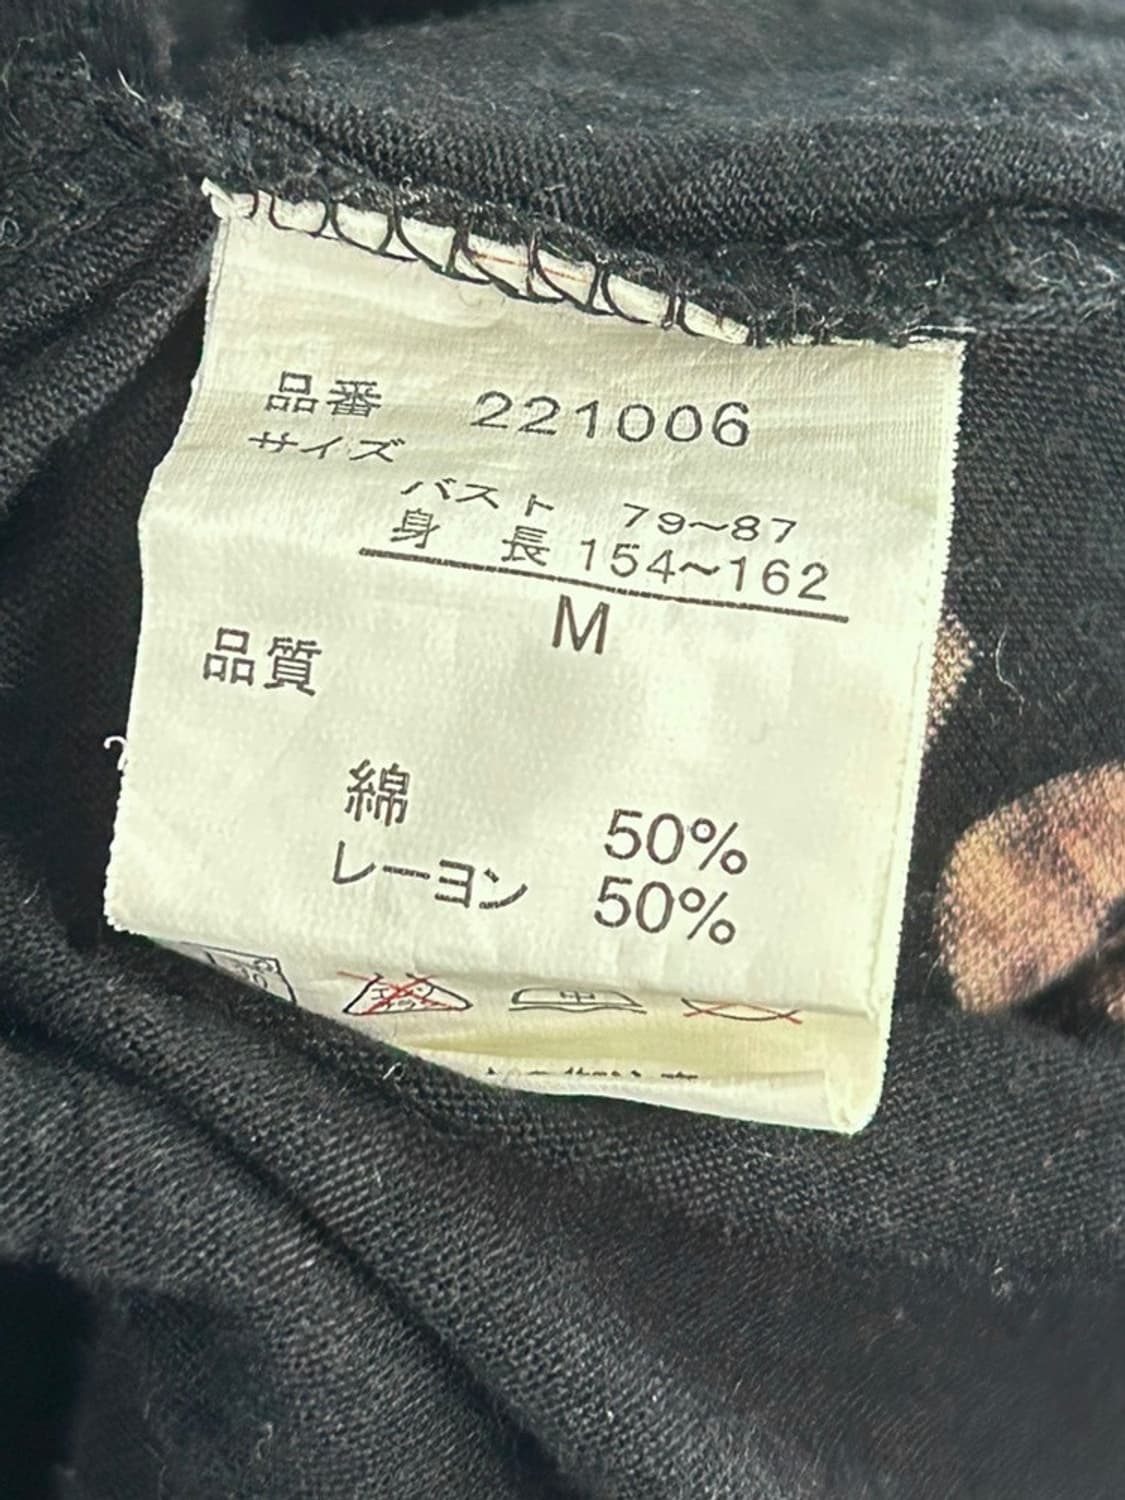 品番 221006
サイズ
バスト 79〜87
身長 154〜162
M
品質
綿 50%
レーヨン 50%
中